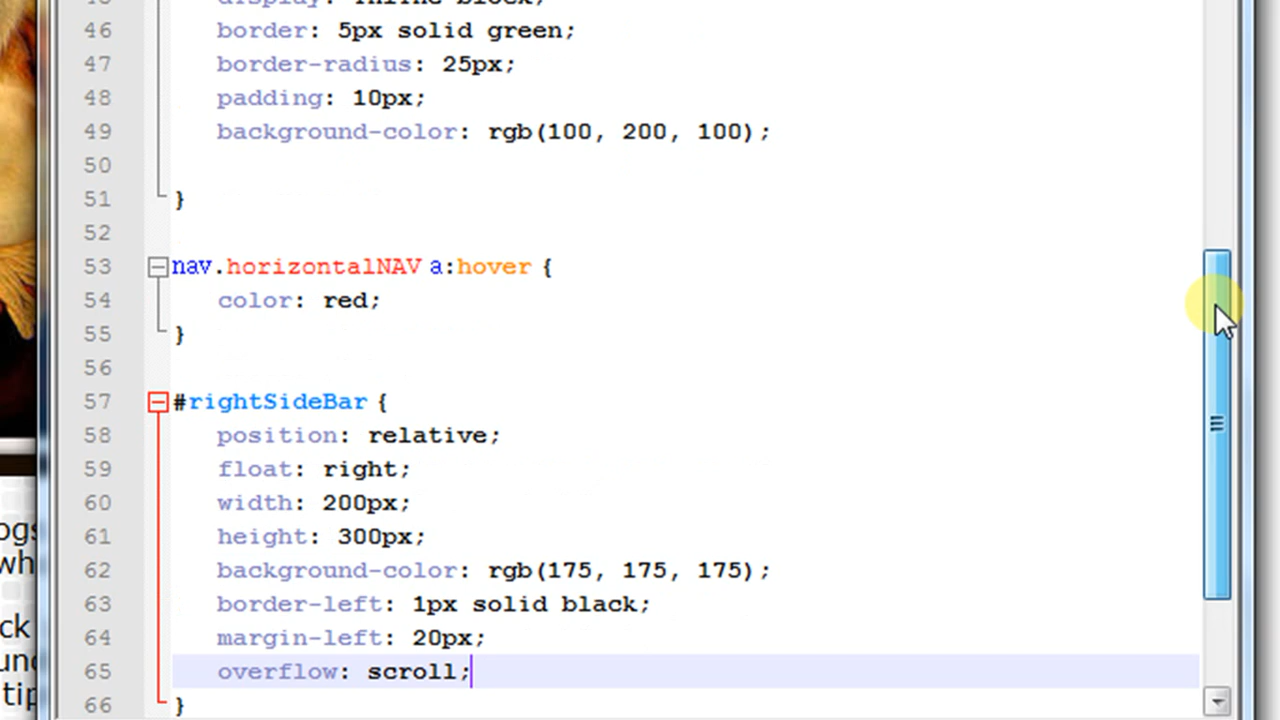 46 border: 5px solid green;
47 border-radius: 25px;
48 padding: 10px;
49 background-color: rgb(100, 200, 100);
50
51 }
52
53 nav.horizontalNAV a:hover {
54 color: red;
55 }
56
57 #rightSideBar {
58 position: relative;
59 float: right;
60 width: 200px;
61 height: 300px;
62 background-color: rgb(175, 175, 175);
63 border-left: 1px solid black;
64 margin-left: 20px;
65 overflow: scroll;
66 }